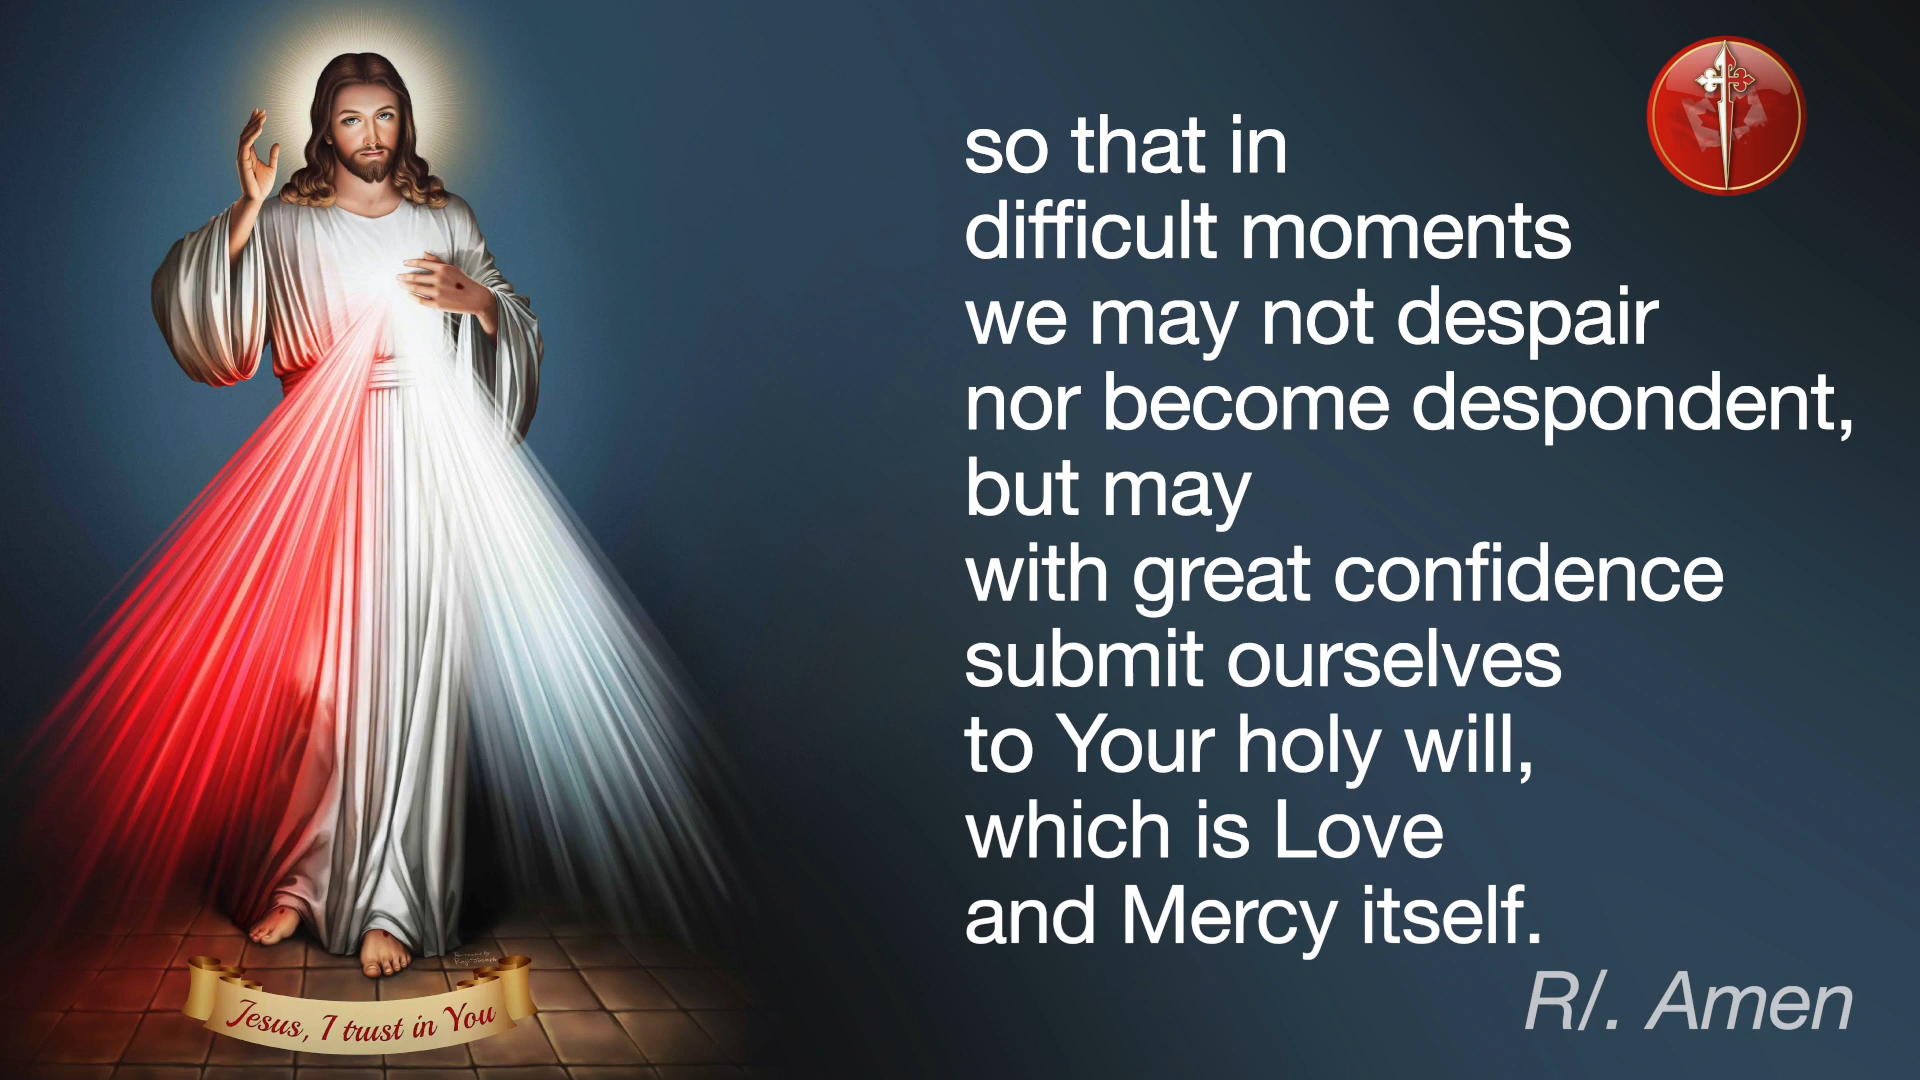 so that in
difficult moments
we may not despair
nor become despondent,
but may
with great confidence
submit ourselves
to Your holy will,
which is Love
and Mercy itself.
R/. Amen
Jesus, I trust in You